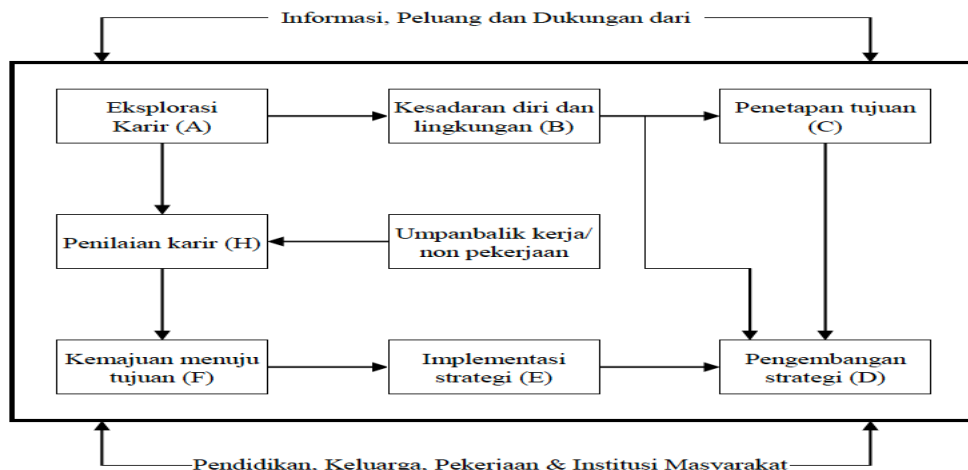 Informasi, Peluang dan Dukungan dari
Eksplorasi
Karir (A)
Kesadaran diri dan
lingkungan (B)
Penetapan tujuan
(C)
Penilaian karir (H)
Umpanbalik kerja/
non pekerjaan
Kemajuan menuju
tujuan (F)
Implementasi
strategi (E)
Pengembangan
strategi (D)
Pendidikan, Keluarga, Pekerjaan & Institusi Masyarakat